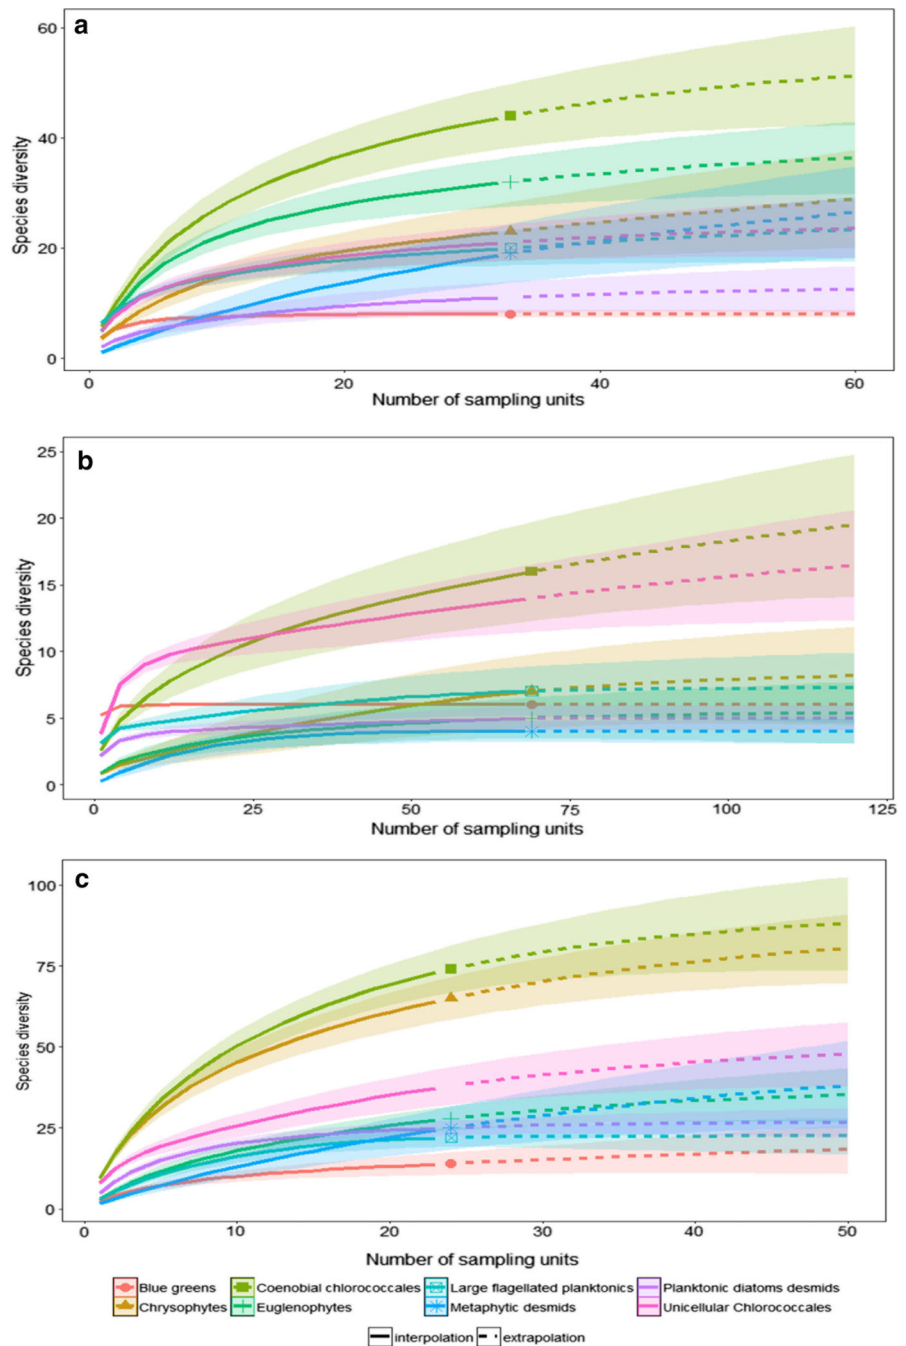 a
60
40
20
0
Species diversity
0 20 40 60
Number of sampling units
b
25
20
15
10
5
0
Species diversity
0 25 50 75 100 125
Number of sampling units
c
100
75
50
25
0
Species diversity
0 10 20 30 40 50
Number of sampling units
Blue greens Coenobial chlorococcales Large flagellated planktonics Planktonic diatoms desmids
Chrysophytes Euglenophytes Metaphytic desmids Unicellular Chlorococcales
interpolation extrapolation